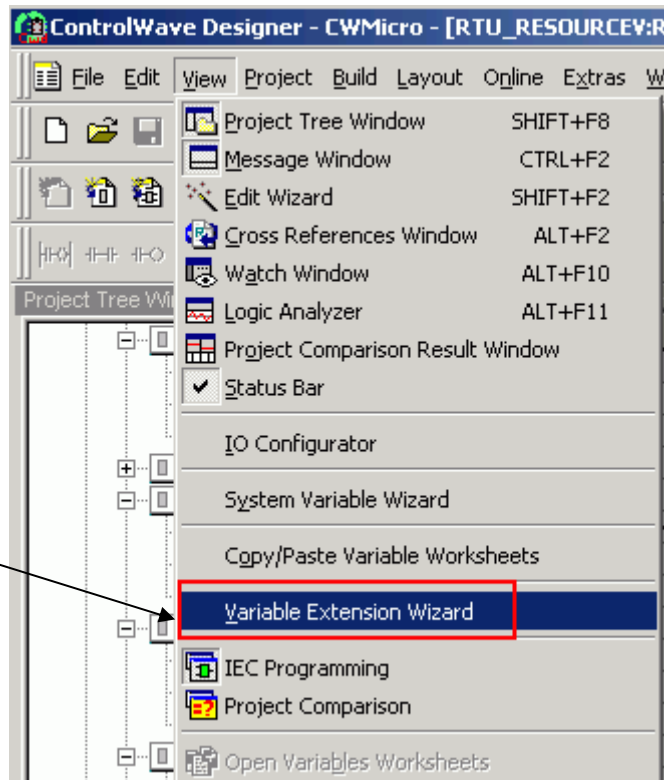 ControlWave Designer - CWMicro - [RTU_RESOURCEV:R
File Edit View Project Build Layout Online Extras W
Project Tree Window SHIFT+F8
Message Window CTRL+F2
Edit Wizard SHIFT+F2
Cross References Window ALT+F2
Watch Window ALT+F10
Project Tree Wi
Logic Analyzer ALT+F11
Project Comparison Result Window
Status Bar
IO Configurator
System Variable Wizard
Copy/Paste Variable Worksheets
Variable Extension Wizard
IEC Programming
Project Comparison
Open Variables Worksheets